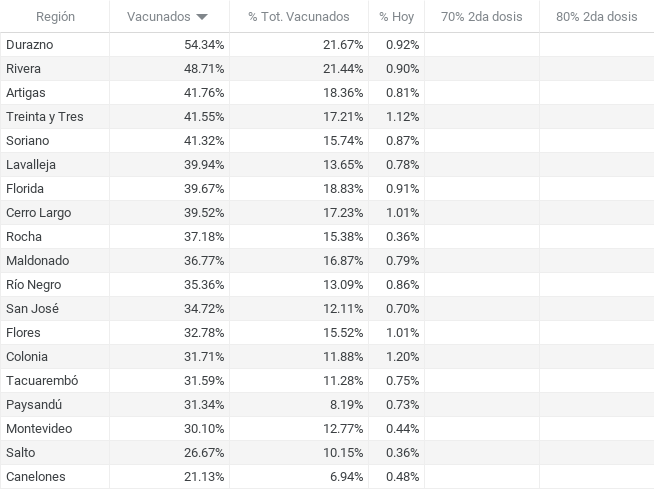 Región Vacunados % Tot. Vacunados % Hoy 70% 2da dosis 80% 2da dosis
Durazno 54.34% 21.67% 0.92%
Rivera 48.71% 21.44% 0.90%
Artigas 41.76% 18.36% 0.81%
Treinta y Tres 41.55% 17.21% 1.12%
Soriano 41.32% 15.74% 0.87%
Lavalleja 39.94% 13.65% 0.78%
Florida 39.67% 18.83% 0.91%
Cerro Largo 39.52% 17.23% 1.01%
Rocha 37.18% 15.38% 0.36%
Maldonado 36.77% 16.87% 0.79%
Río Negro 35.36% 13.09% 0.86%
San José 34.72% 12.11% 0.70%
Flores 32.78% 15.52% 1.01%
Colonia 31.71% 11.88% 1.20%
Tacuarembó 31.59% 11.28% 0.75%
Paysandú 31.34% 8.19% 0.73%
Montevideo 30.10% 12.77% 0.44%
Salto 26.67% 10.15% 0.36%
Canelones 21.13% 6.94% 0.48%